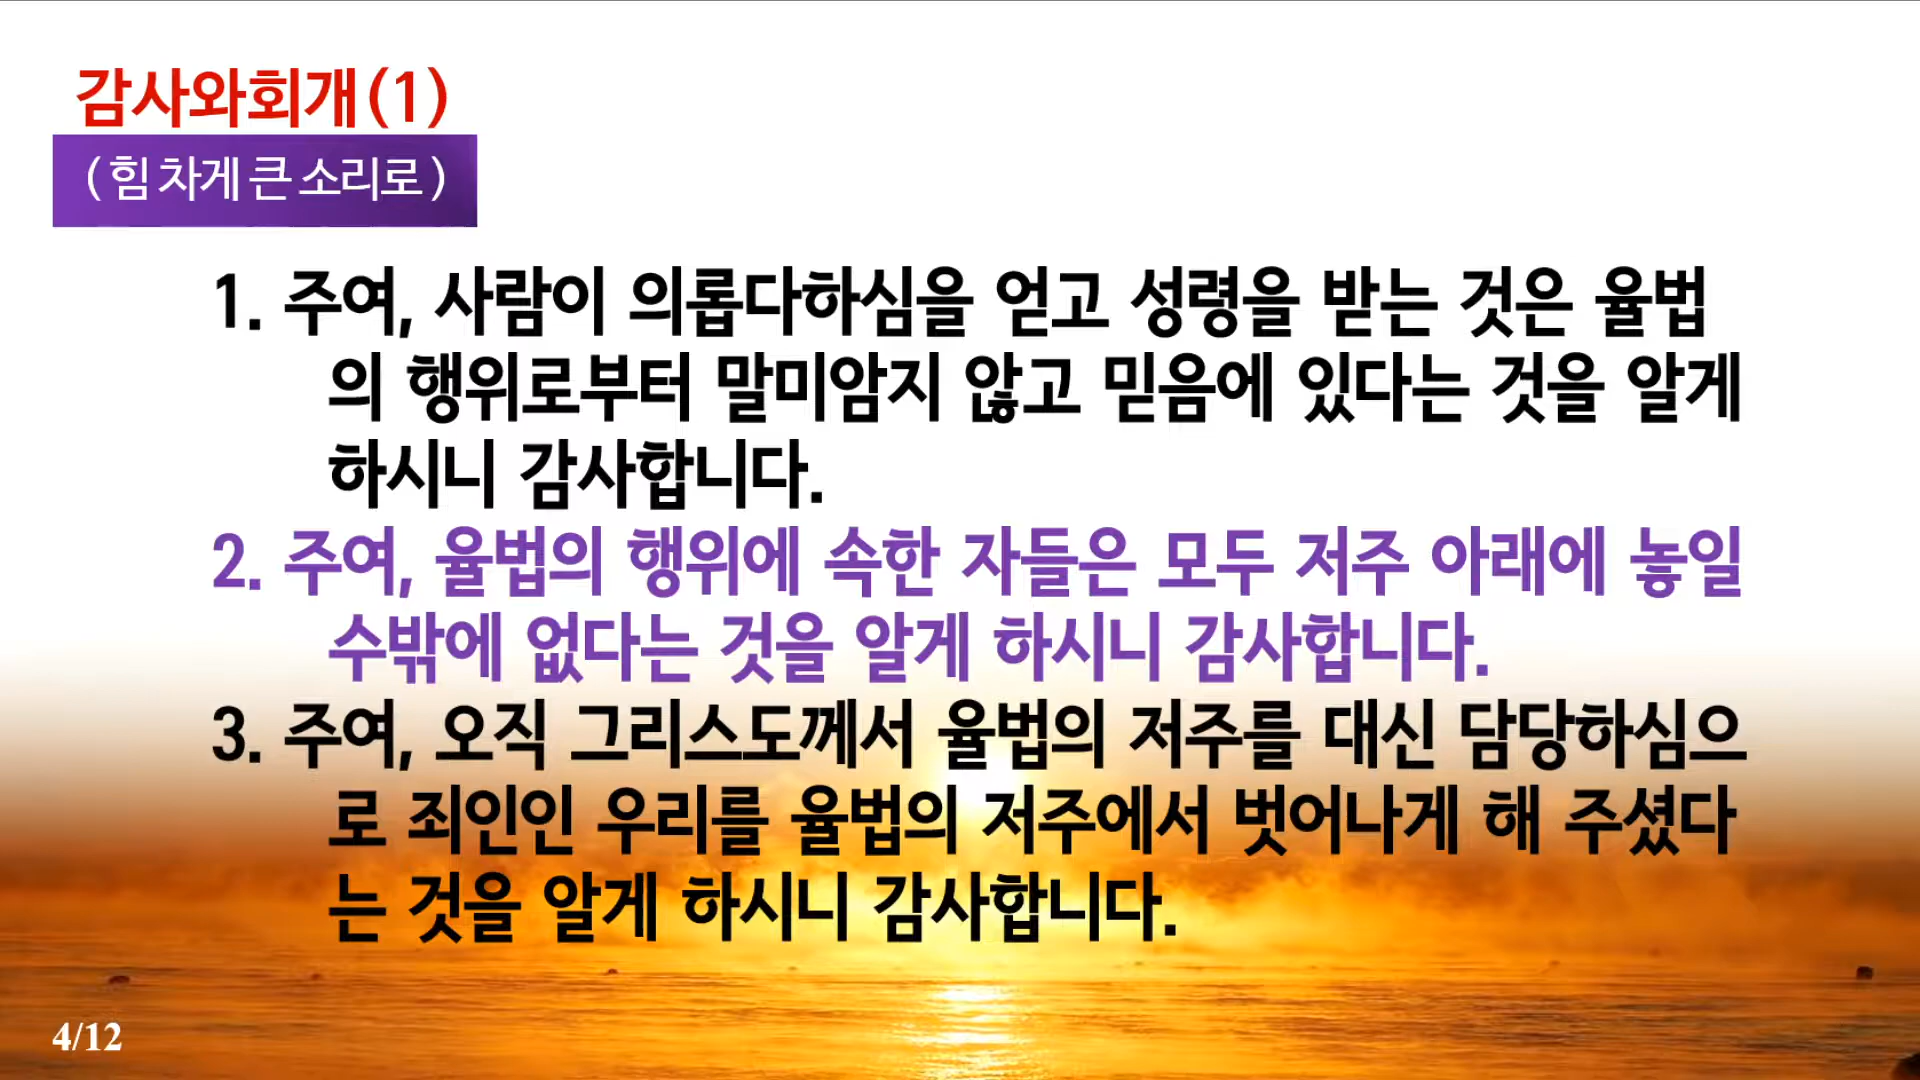 감사와회개(1)
(힘 차게 큰 소리로)
1. 주여, 사람이 의롭다하심을 얻고 성령을 받는 것은 율법
의 행위로부터 말미암지 않고 믿음에 있다는 것을 알게
하시니 감사합니다.
2. 주여, 율법의 행위에 속한 자들은 모두 저주 아래에 놓일
수밖에 없다는 것을 알게 하시니 감사합니다.
3. 주여, 오직 그리스도께서 율법의 저주를 대신 담당하심으
로 죄인인 우리를 율법의 저주에서 벗어나게 해 주셨다
는 것을 알게 하시니 감사합니다.
4/12